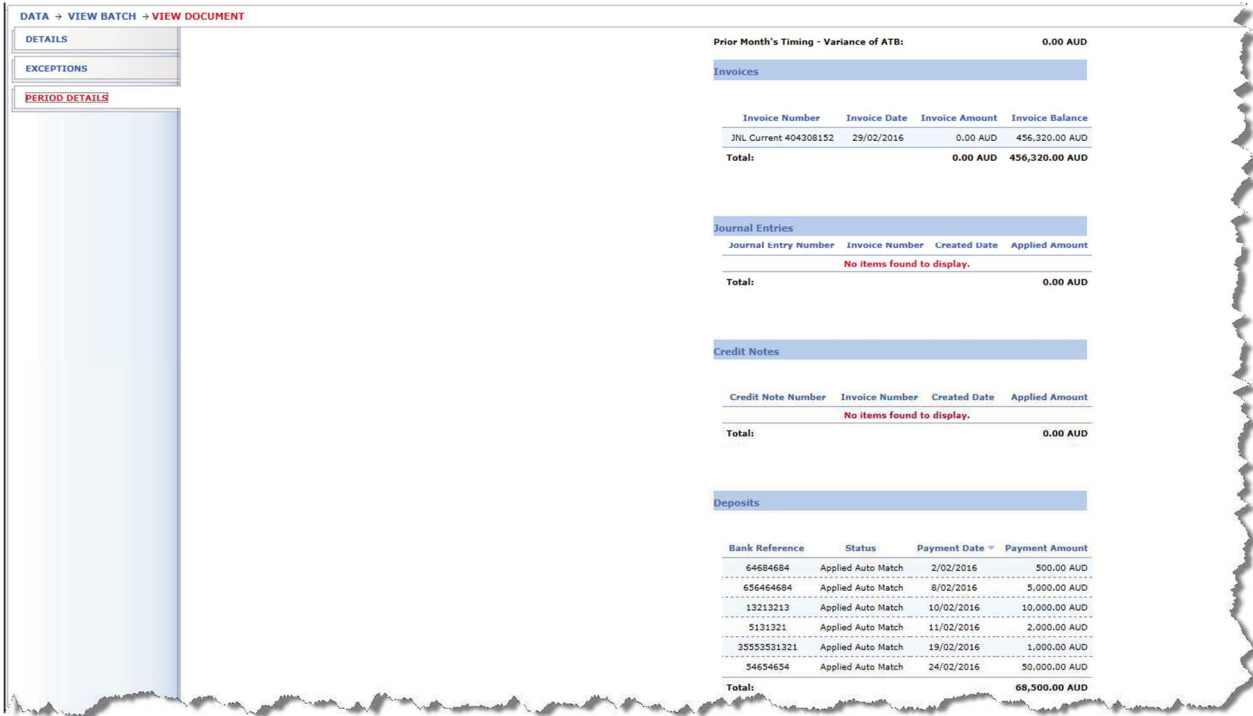 DATA → VIEW BATCH → VIEW DOCUMENT
DETAILS
EXCEPTIONS
PERIOD DETAILS
Prior Month's Timing - Variance of ATB: 0.00 AUD
Invoices
Invoice Number Invoice Date Invoice Amount Invoice Balance
JNL Current 404308152 29/02/2016 0.00 AUD 456,320.00 AUD
Total: 0.00 AUD 456,320.00 AUD
Journal Entries
Journal Entry Number Invoice Number Created Date Applied Amount
No items found to display.
Total: 0.00 AUD
Credit Notes
Credit Note Number Invoice Number Created Date Applied Amount
No items found to display.
Total: 0.00 AUD
Deposits
Bank Reference Status Payment Date Payment Amount
64684684 Applied Auto Match 2/02/2016 500.00 AUD
656464684 Applied Auto Match 8/02/2016 5,000.00 AUD
13213213 Applied Auto Match 10/02/2016 10,000.00 AUD
5131321 Applied Auto Match 11/02/2016 2,000.00 AUD
35553531321 Applied Auto Match 19/02/2016 1,000.00 AUD
54654654 Applied Auto Match 24/02/2016 50,000.00 AUD
Total: 68,500.00 AUD